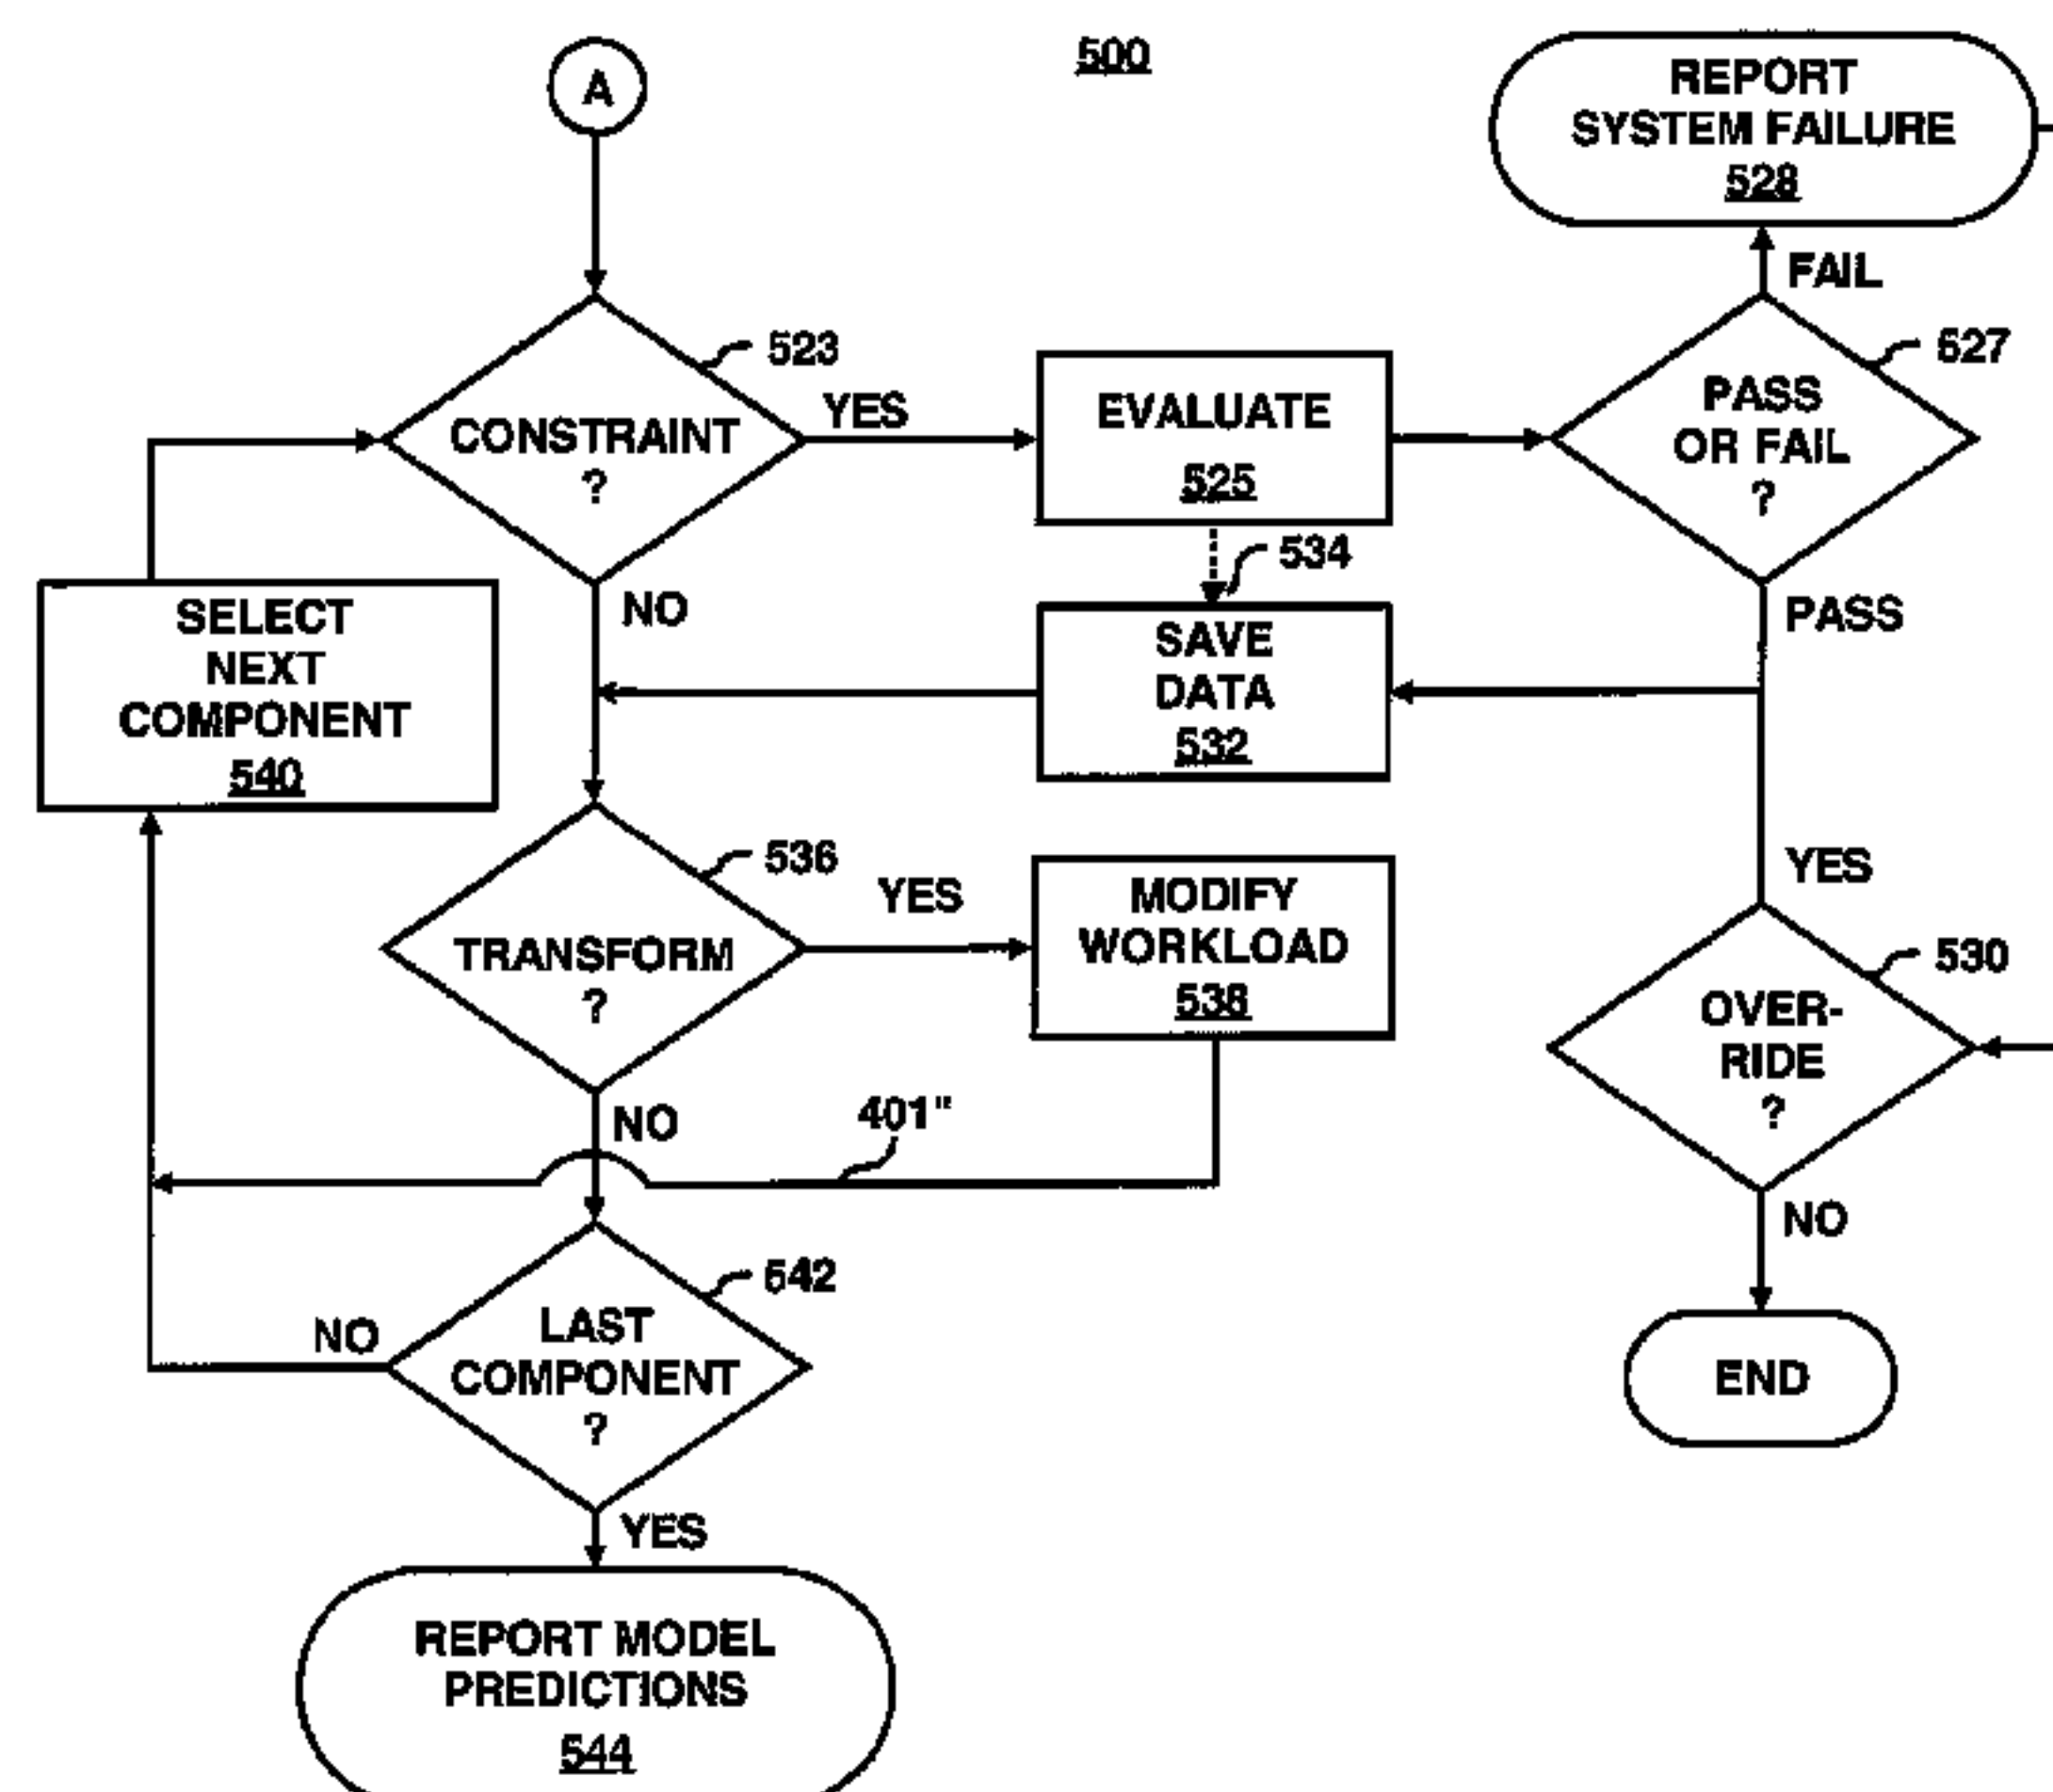 A
500
REPORT
SYSTEM FAILURE
528
FAIL
523
527
CONSTRAINT
?
YES
EVALUATE
525
PASS
OR FAIL
?
534
NO
PASS
SELECT
NEXT
COMPONENT
540
SAVE
DATA
532
536
TRANSFORM
?
YES
MODIFY
WORKLOAD
538
YES
530
OVER-
RIDE
?
NO
401"
NO
542
LAST
COMPONENT
?
NO
END
YES
REPORT MODEL
PREDICTIONS
544